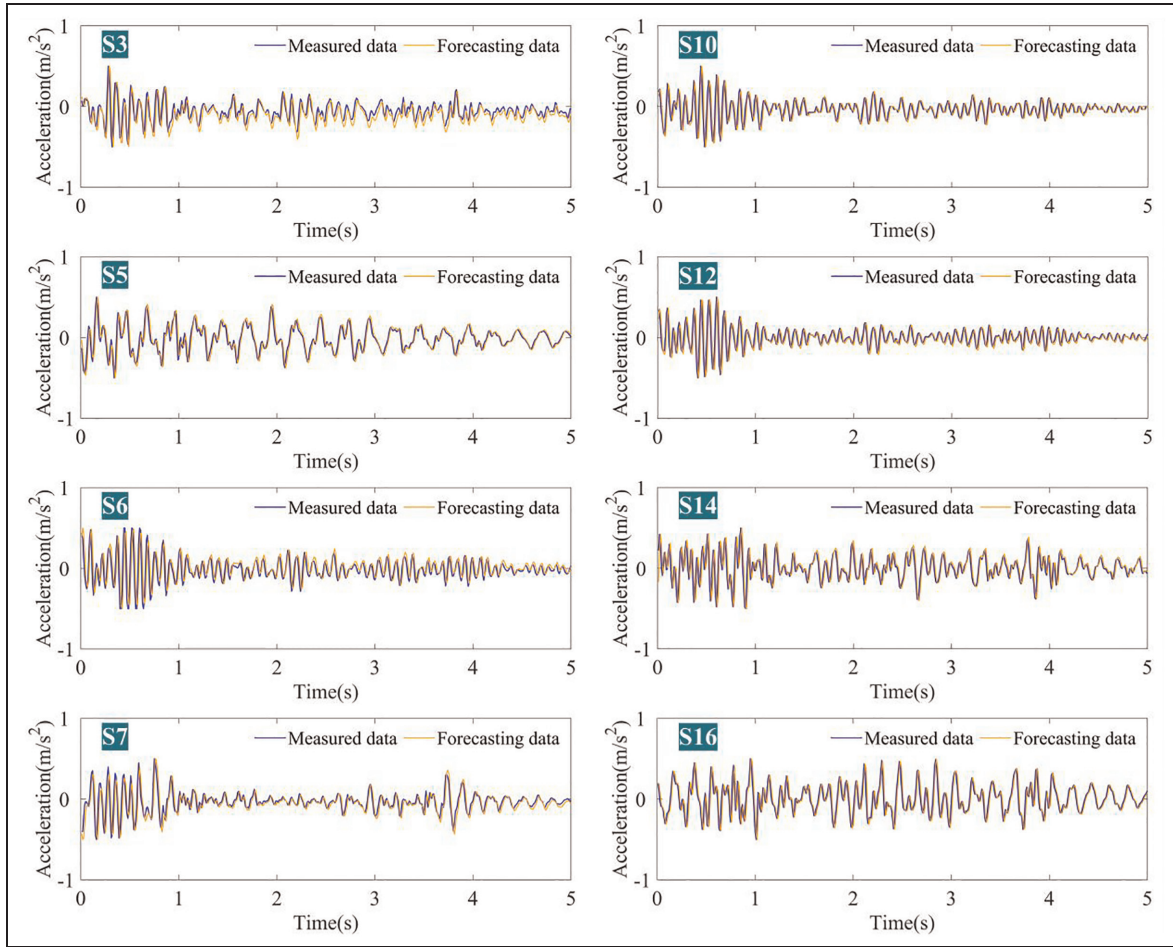 S3
Measured data
Forecasting data
Acceleration(m/s²)
1
0
-1
0 1 2 3 4 5
Time(s)
S10
Measured data
Forecasting data
Acceleration(m/s²)
1
0
-1
0 1 2 3 4 5
Time(s)
S5
Measured data
Forecasting data
Acceleration(m/s²)
1
0
-1
0 1 2 3 4 5
Time(s)
S12
Measured data
Forecasting data
Acceleration(m/s²)
1
0
-1
0 1 2 3 4 5
Time(s)
S6
Measured data
Forecasting data
Acceleration(m/s²)
1
0
-1
0 1 2 3 4 5
Time(s)
S14
Measured data
Forecasting data
Acceleration(m/s²)
1
0
-1
0 1 2 3 4 5
Time(s)
S7
Measured data
Forecasting data
Acceleration(m/s²)
1
0
-1
0 1 2 3 4 5
Time(s)
S16
Measured data
Forecasting data
Acceleration(m/s²)
1
0
-1
0 1 2 3 4 5
Time(s)